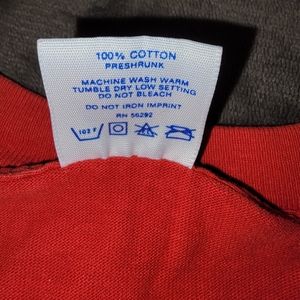 100% COTTON
PRESHRUNK
MACHINE WASH WARM
TUMBLE DRY LOW SETTING
DO NOT BLEACH
DO NOT IRON IMPRINT
RN 56292